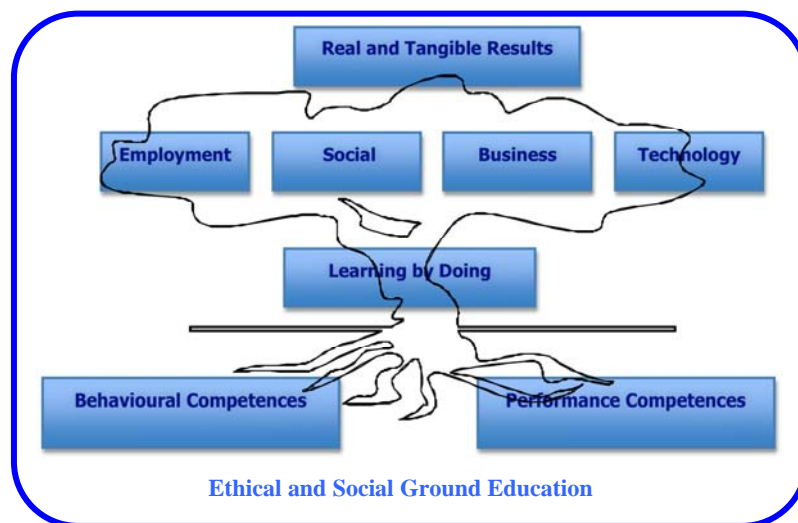 Real and Tangible Results
Employment
Social
Business
Technology
Learning by Doing
Behavioural Competences
Performance Competences
Ethical and Social Ground Education